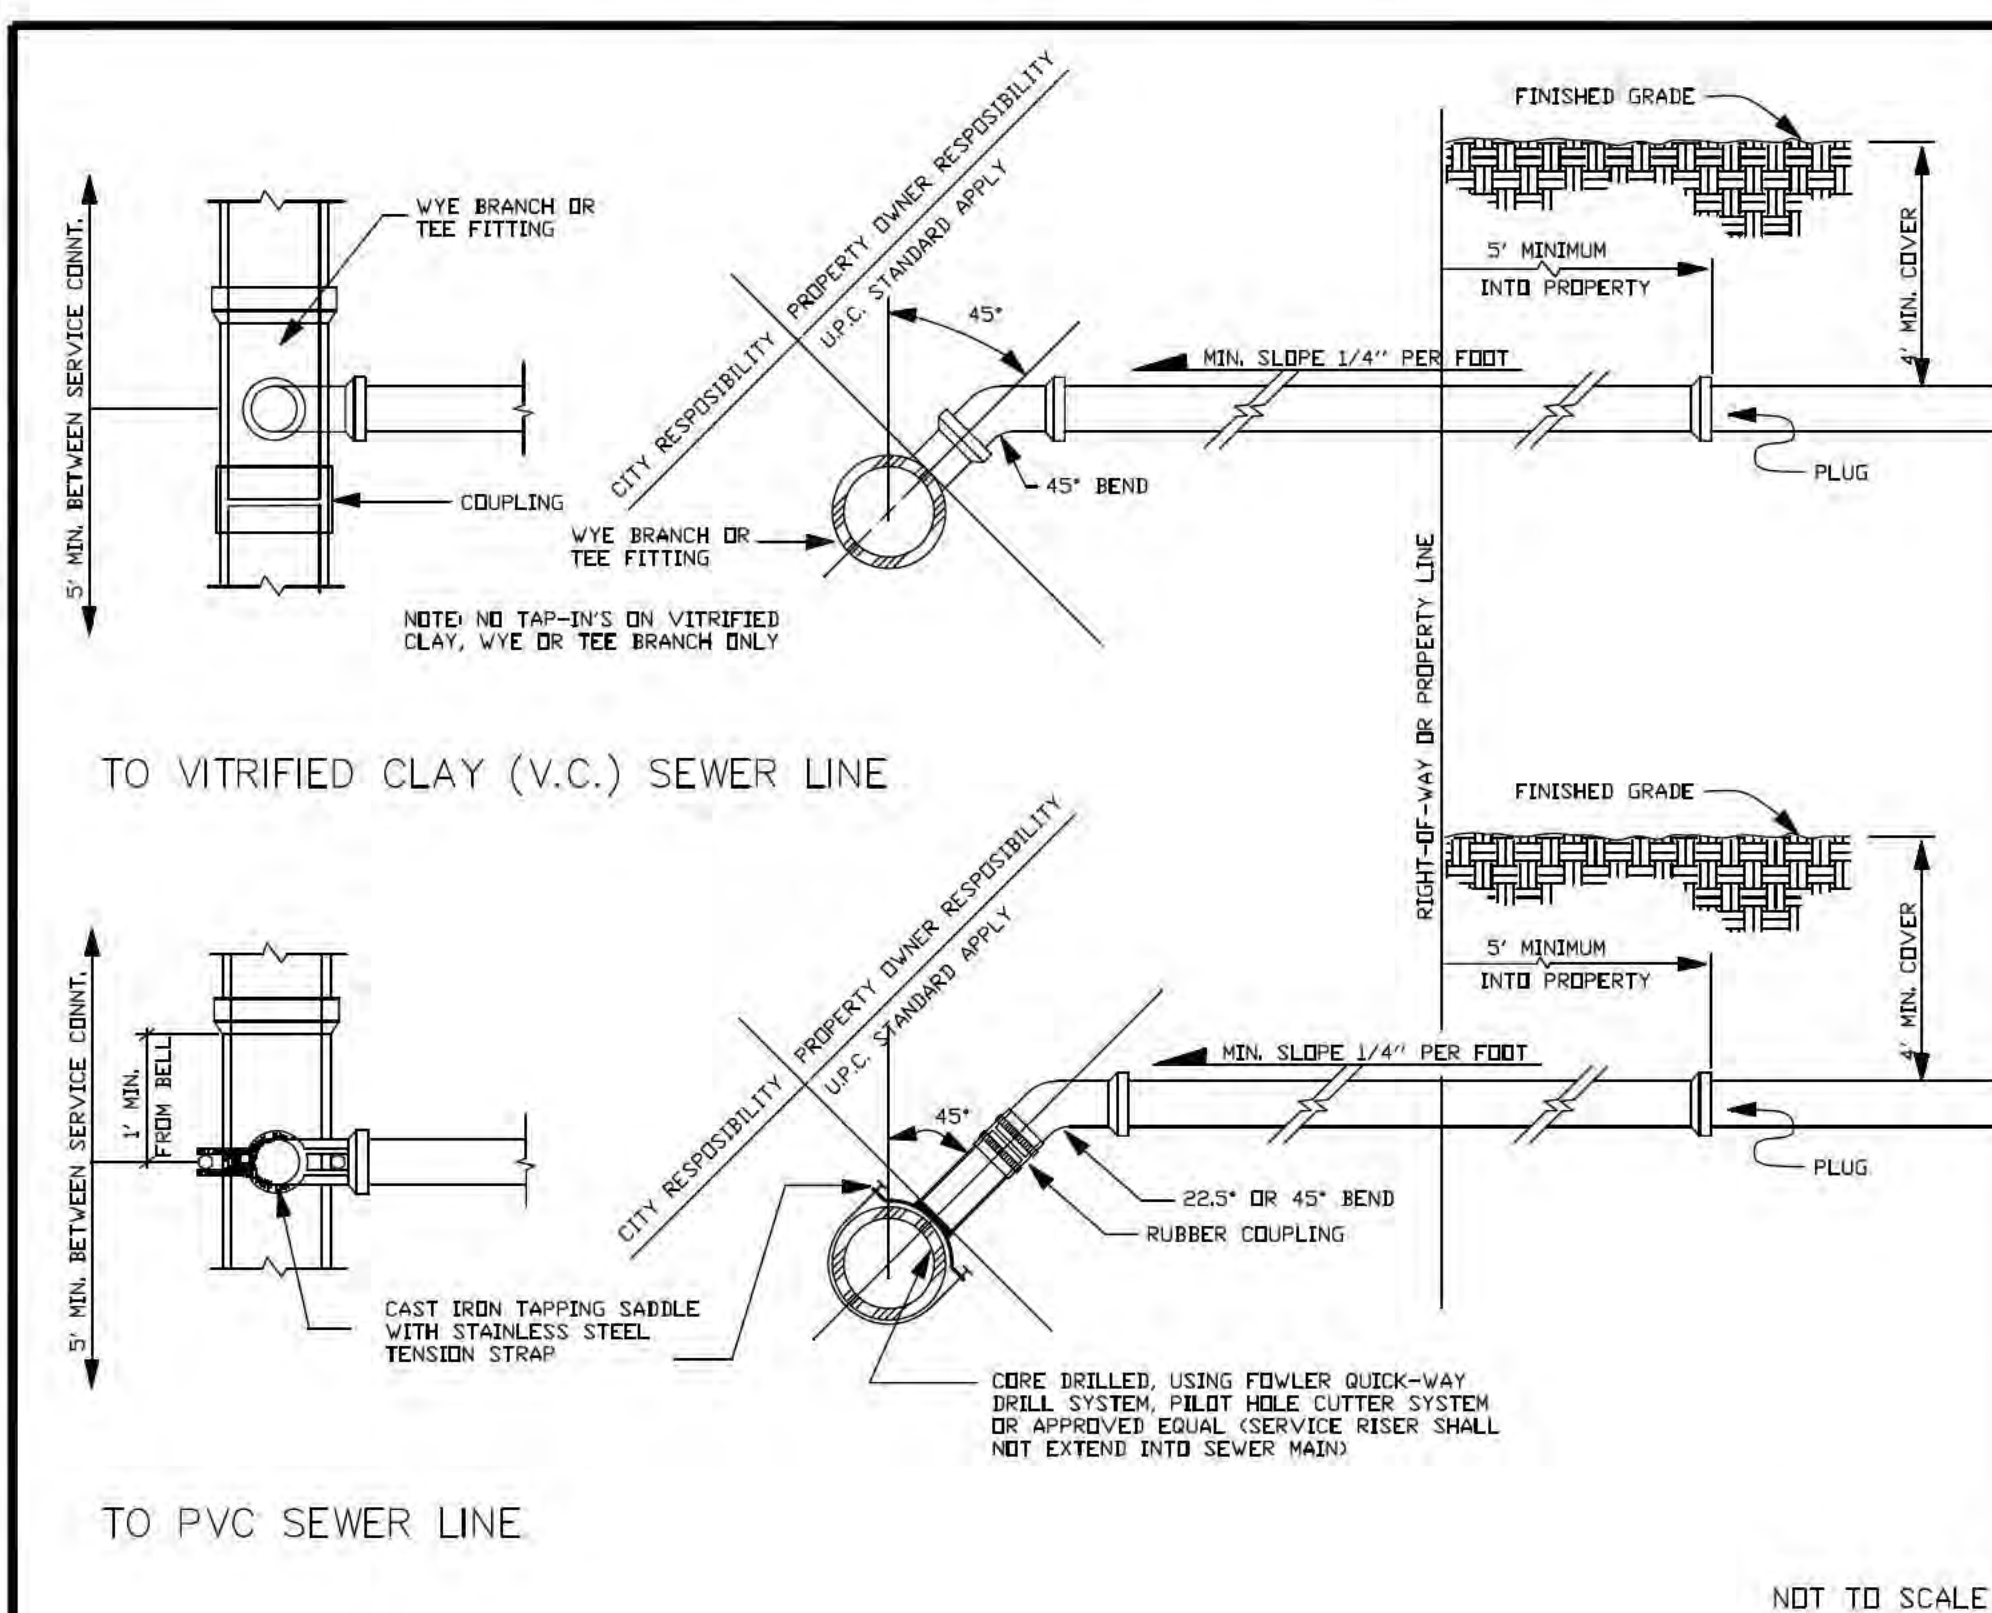 5' MIN. BETWEEN SERVICE CONNT.
WYE BRANCH OR
TEE FITTING
COUPLING
CITY RESPOSIBILITY
PROPERTY OWNER RESPOSIBILITY
U.P.C. STANDARD APPLY
45°
WYE BRANCH OR
TEE FITTING
45° BEND
NOTE: NO TAP-IN'S ON VITRIFIED
CLAY, WYE OR TEE BRANCH ONLY
MIN. SLOPE 1/4" PER FOOT
FINISHED GRADE
5' MINIMUM
INTO PROPERTY
4' MIN. COVER
PLUG
RIGHT-OF-WAY OR PROPERTY LINE
TO VITRIFIED CLAY (V.C.) SEWER LINE
5' MIN. BETWEEN SERVICE CONNT.
1' MIN.
FROM BELL
CAST IRON TAPPING SADDLE
WITH STAINLESS STEEL
TENSION STRAP
CITY RESPOSIBILITY
PROPERTY OWNER RESPOSIBILITY
U.P.C. STANDARD APPLY
45°
22.5° OR 45° BEND
RUBBER COUPLING
MIN. SLOPE 1/4" PER FOOT
FINISHED GRADE
5' MINIMUM
INTO PROPERTY
4' MIN. COVER
PLUG
CORE DRILLED, USING FOWLER QUICK-WAY
DRILL SYSTEM, PILOT HOLE CUTTER SYSTEM
OR APPROVED EQUAL (SERVICE RISER SHALL
NOT EXTEND INTO SEWER MAIN)
TO PVC SEWER LINE
NOT TO SCALE